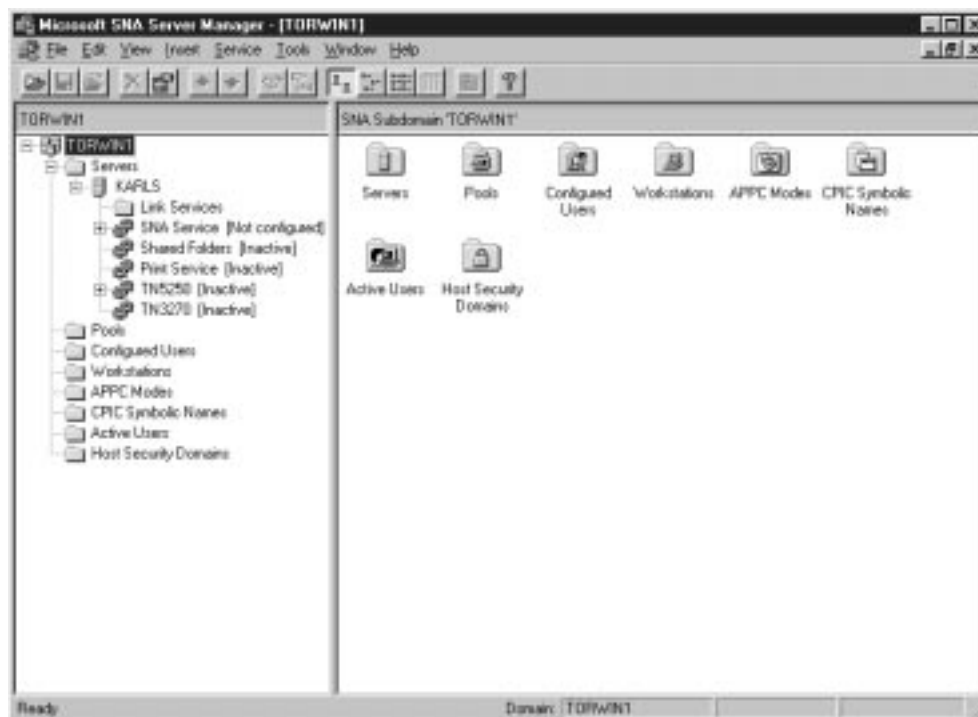 Microsoft SNA Server Manager - [TORWIN1]
File Edit View Insert Service Tools Window Help
TORWIN1
SNA Subdomain 'TORWIN1'
TORWIN1
Servers
KARLS
Link Services
SNA Service [Not configured]
Shared Folders [Inactive]
Print Service [Inactive]
TN5250 [Inactive]
TN3270 [Inactive]
Pools
Configured Users
Workstations
APPC Modes
CPIC Symbolic Names
Active Users
Host Security Domains
Servers
Pools
Configured Users
Workstations
APPC Modes
CPIC Symbolic Names
Active Users
Host Security Domains
Ready
Domain: TORWIN1